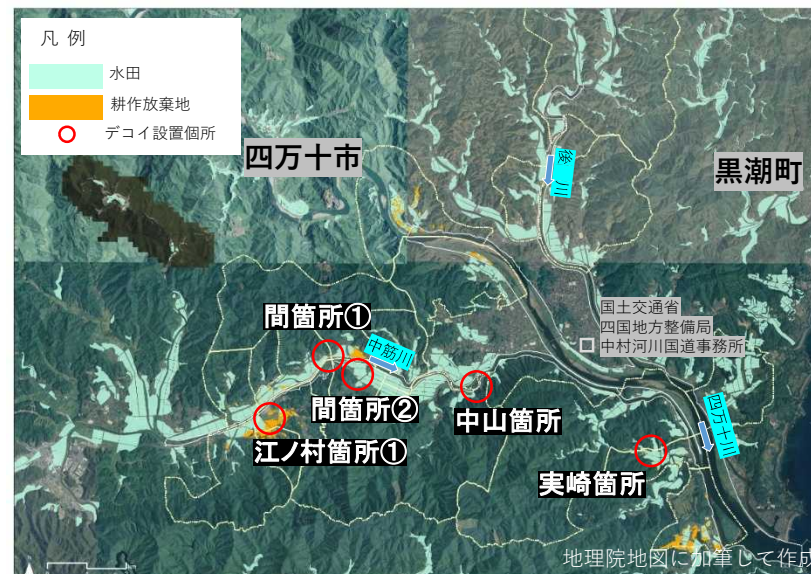 凡 例
水田
耕作放棄地
デコイ設置個所
四万十市
後川
黒潮町
国土交通省
四国地方整備局
中村河川国道事務所
間箇所①
中筋川
間箇所②
中山箇所
江ノ村箇所①
四万十川
実崎箇所
地理院地図に加筆して作成